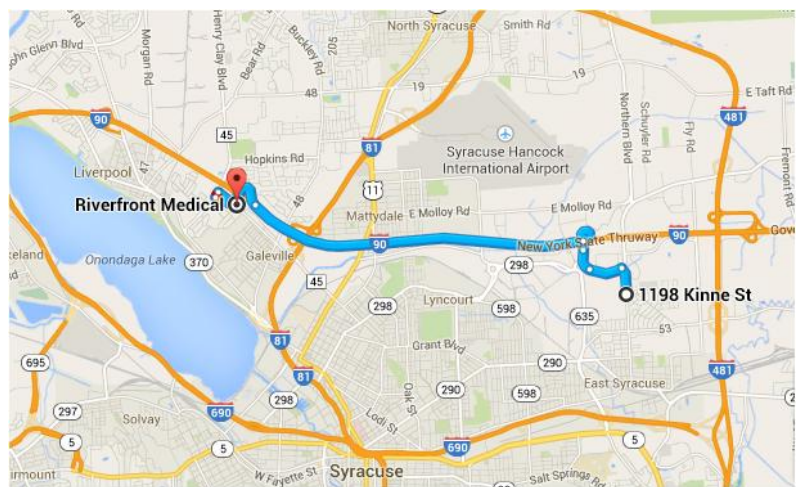 North Syracuse
Smith Rd
John Glenn Blvd
Morgan Rd
Henry Clay Blvd
Bear Rd
Buckley Rd
205
48
19
19
E Taft Rd
90
45
81
Northern Blvd
Schuyler Rd
Fly Rd
481
Hopkins Rd
47
Liverpool
Syracuse Hancock
International Airport
Fremont Rd
11
48
Riverfront Medical
Mattydale
E Molloy Rd
E Molloy Rd
90
New York State Thruway
90
Onondaga Lake
370
Galeville
45
298
298
Lyncourt
598
1198 Kinne St
635
53
81
Grant Blvd
290
81
Oak St
290
598
East Syracuse
481
695
297
Solvay
690
298
Lodi St
5
5
690
5
W Fayette St
Syracuse
Salt Springs Rd